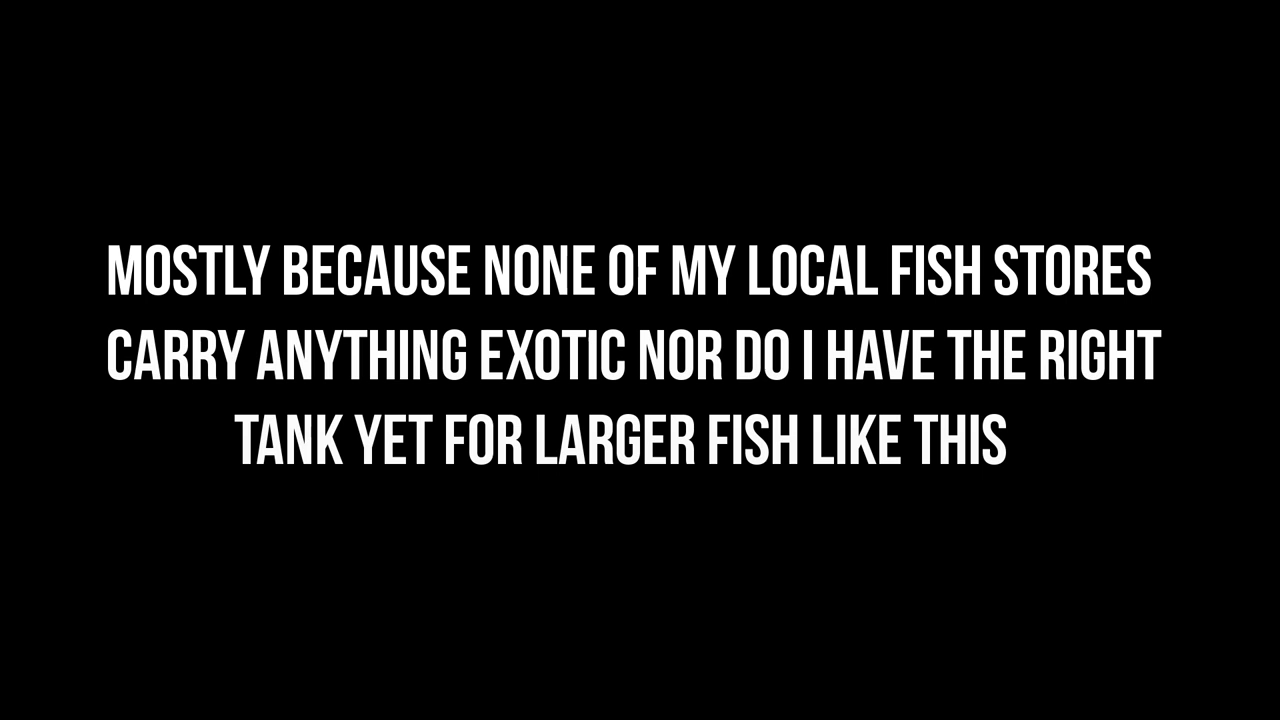 MOSTLY BECAUSE NONE OF MY LOCAL FISH STORES
CARRY ANYTHING EXOTIC NOR DO I HAVE THE RIGHT
TANK YET FOR LARGER FISH LIKE THIS